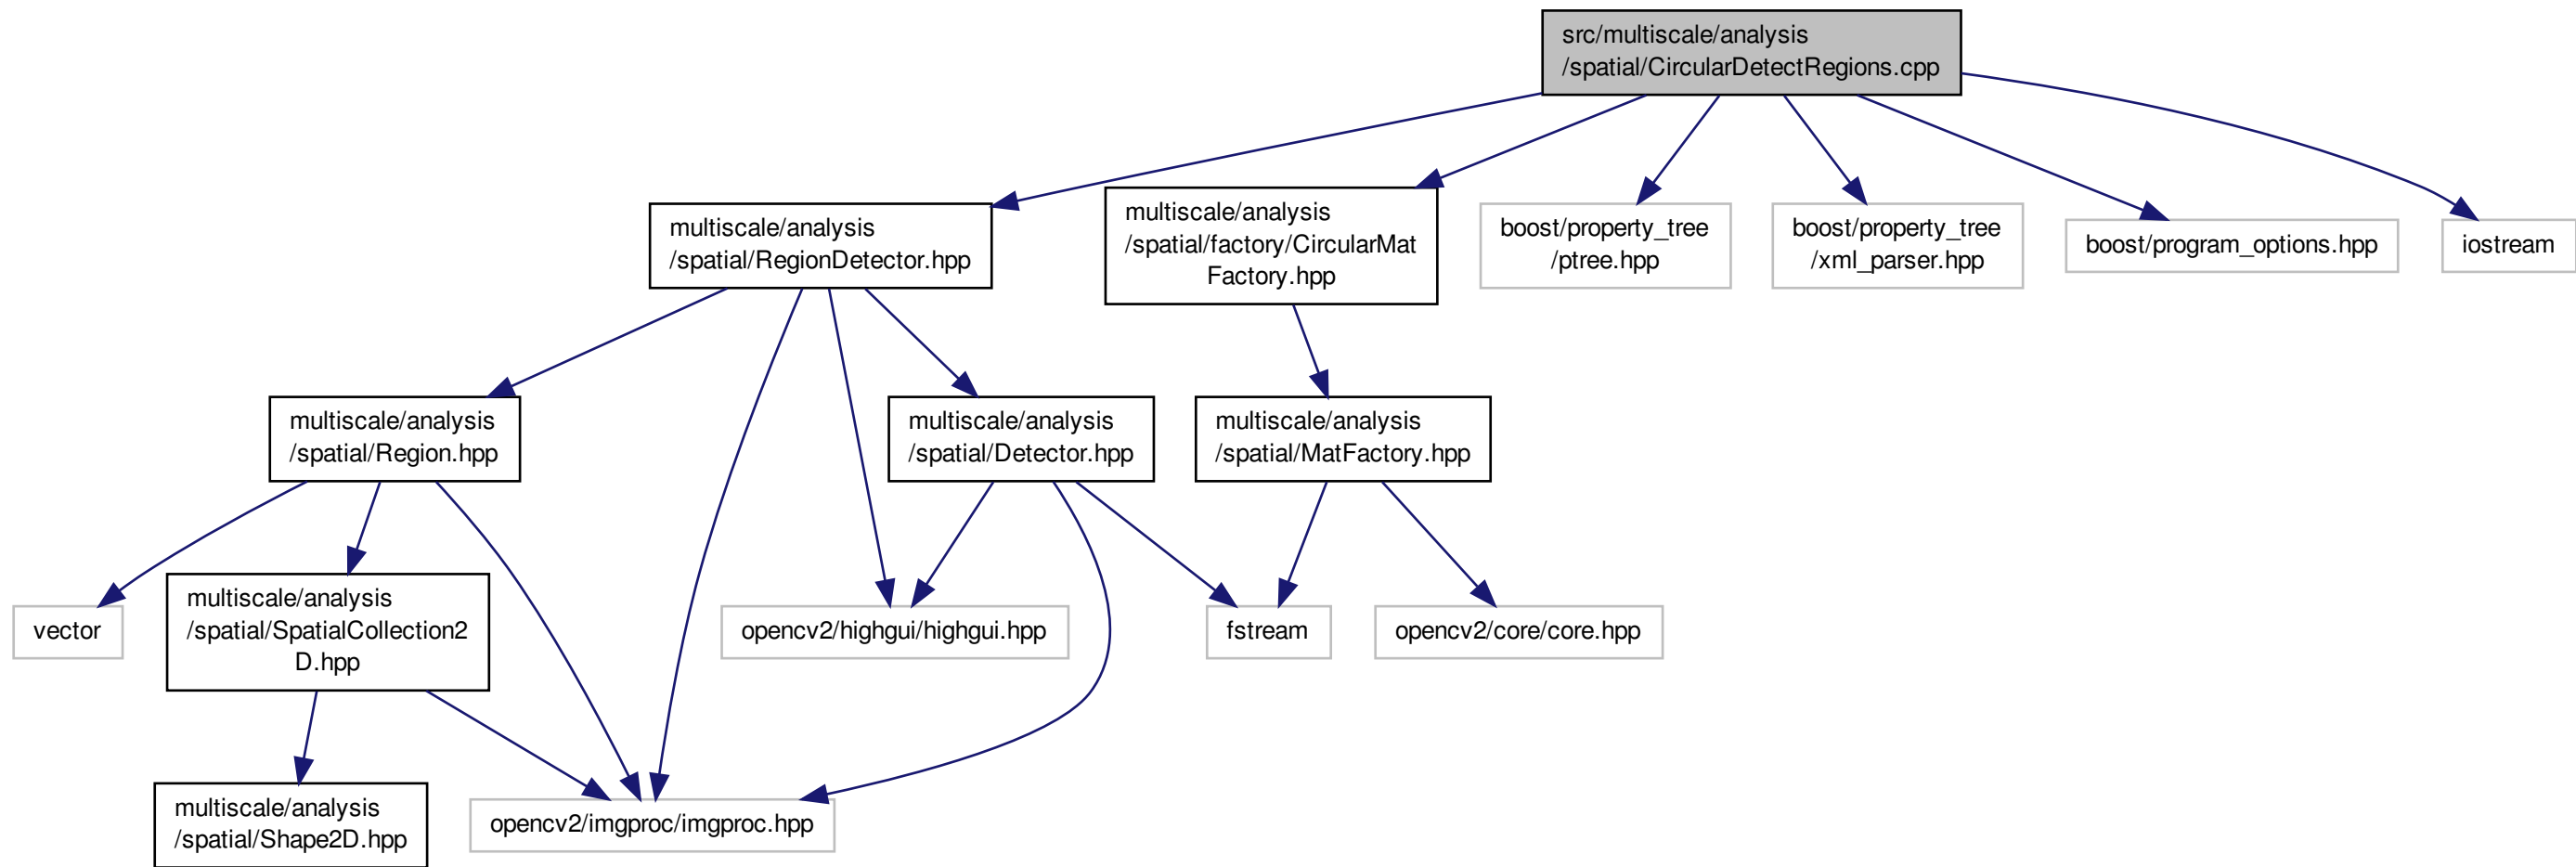 src/multiscale/analysis
/spatial/CircularDetectRegions.cpp
multiscale/analysis
/spatial/RegionDetector.hpp
multiscale/analysis
/spatial/factory/CircularMat
Factory.hpp
boost/property_tree
/ptree.hpp
boost/property_tree
/xml_parser.hpp
boost/program_options.hpp
iostream
multiscale/analysis
/spatial/Region.hpp
multiscale/analysis
/spatial/Detector.hpp
multiscale/analysis
/spatial/MatFactory.hpp
vector
multiscale/analysis
/spatial/SpatialCollection2
D.hpp
opencv2/highgui/highgui.hpp
fstream
opencv2/core/core.hpp
multiscale/analysis
/spatial/Shape2D.hpp
opencv2/imgproc/imgproc.hpp